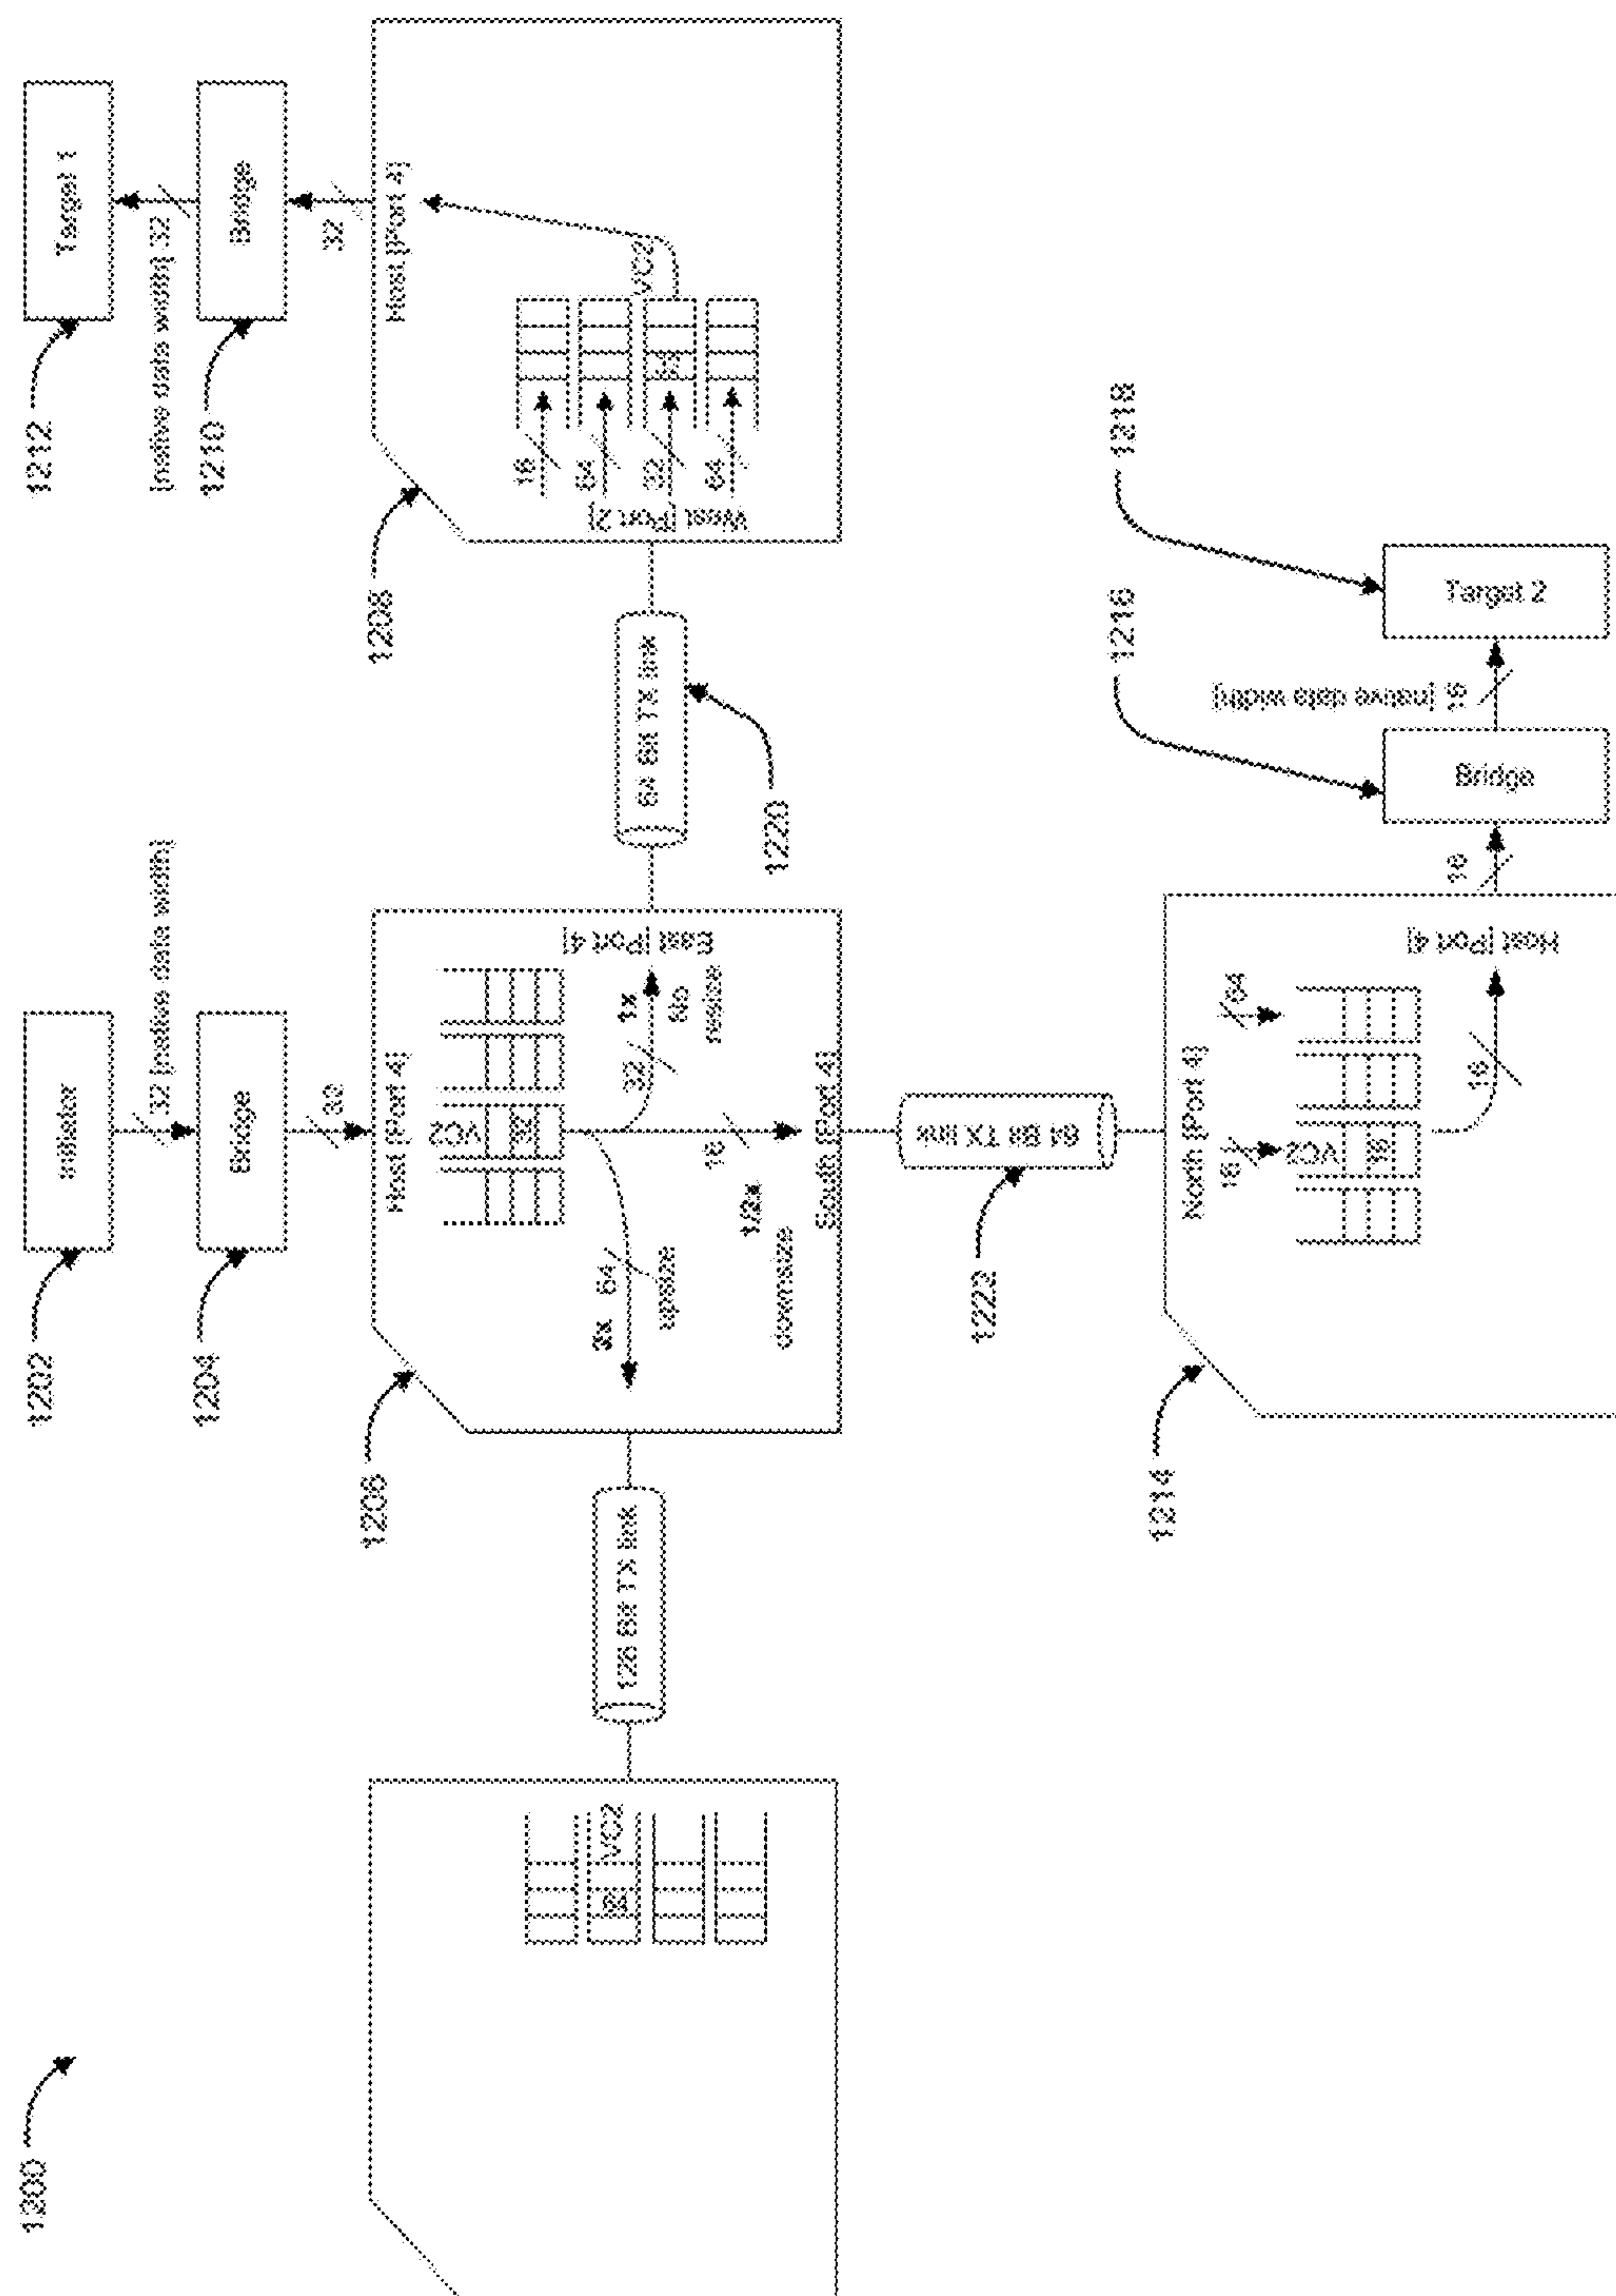 1200
1202
Initiator
32 [native data width]
1204
Bridge
32
1206
Host [Port 4]
VC2
32
32
1x
No
resize
East [Port 4]
16
1/2x
downsize
South [Port 4]
64
upsize
128 Bit TX link
VC2
64
64 Bit TX link
1220
1208
West [Port 2]
16
64
32
64
VC2
Host [Port 4]
32
1210
Bridge
[native data width] 32
1212
Target 1
64 Bit TX link
1222
1214
North [Port 4]
16
64
VC2
16
Host [Port 4]
16
1216
Bridge
16
[native data width]
1218
Target 2